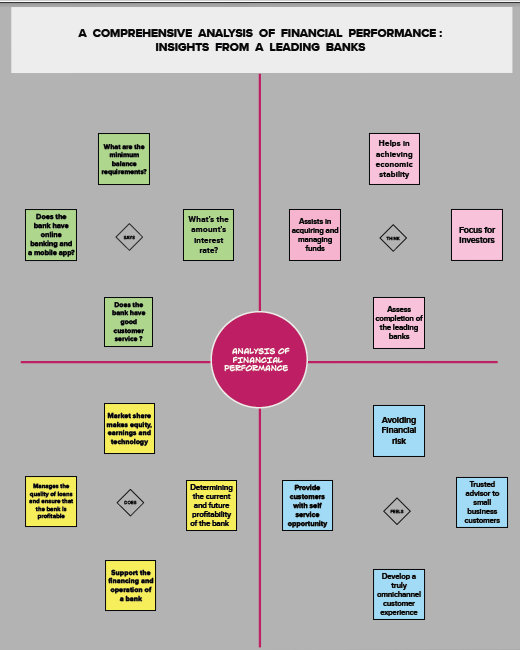 A COMPREHENSIVE ANALYSIS OF FINANCIAL PERFORMANCE :
INSIGHTS FROM A LEADING BANKS
What are the
minimum
balance
requirements?
Does the
bank have
online
banking and
a mobile app?
SAYS
What's the
amount's
interest
rate?
Does the
bank have
good
customer
service ?
Helps in
achieving
economic
stability
Assists in
acquiring and
managing
funds
THINK
Focus for
Investors
Assess
completion of
the leading
banks
ANALYSIS OF
FINANCIAL
PERFORMANCE
Market share
makes equity,
earnings and
technology
Manages the
quality of loans
and ensure that
the bank is
profitable
DOES
Determining
the current
and future
profitability
of the bank
Support the
financing and
operation of
a bank
Avoiding
Financial
risk
Provide
customers
with self
service
opportunity
FEELS
Trusted
advisor to
small
business
customers
Develop a
truly
omnichannel
customer
experience